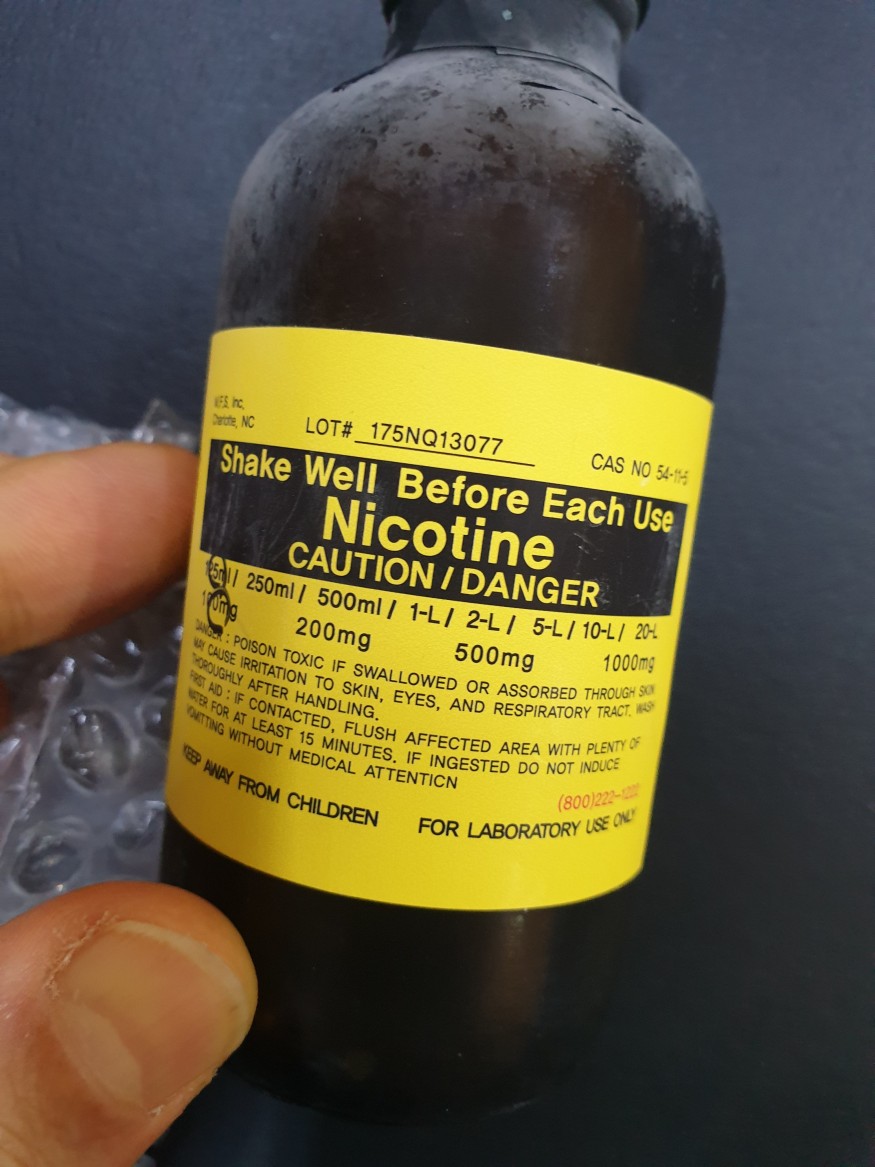 Inc,
Charlotte, NC
LOT# 175NQ13077
CAS NO 54-11-5
Shake Well Before Each Use
Nicotine
CAUTION / DANGER
125ml / 250ml / 500ml / 1-L / 2-L / 5-L / 10-L / 20-L
100mg 200mg 500mg 1000mg
DANGER : POISON TOXIC IF SWALLOWED OR ASSORBED THROUGH SKIN
MAY CAUSE IRRITATION TO SKIN, EYES, AND RESPIRATORY TRACT. WASH
THOROUGHLY AFTER HANDLING.
FIRST AID : IF CONTACTED, FLUSH AFFECTED AREA WITH PLENTY OF
WATER FOR AT LEAST 15 MINUTES. IF INGESTED DO NOT INDUCE
VOMITTING WITHOUT MEDICAL ATTENTICN
(800)222-1222
KEEP AWAY FROM CHILDREN
FOR LABORATORY USE ONLY